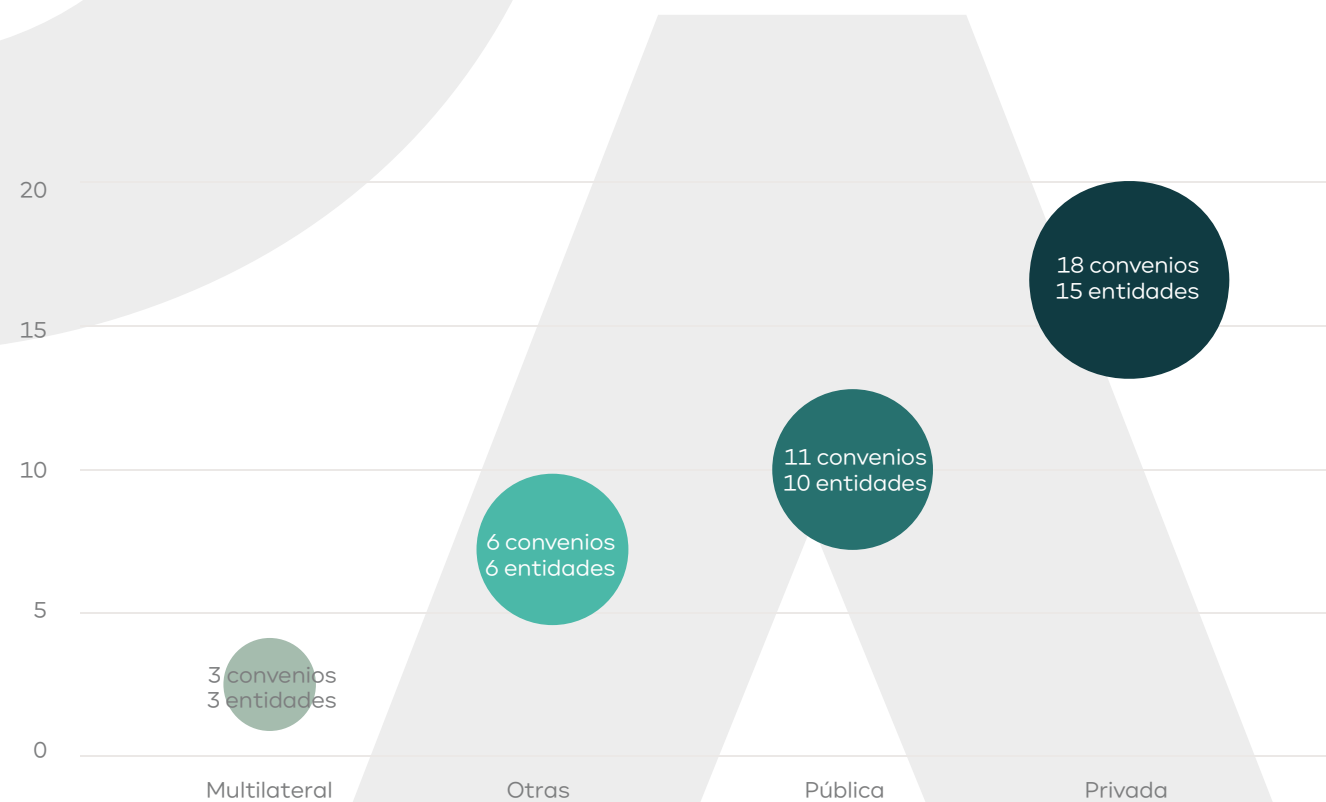 20
18 convenios
15 entidades
15
11 convenios
10 entidades
10
6 convenios
6 entidades
5
3 convenios
3 entidades
0
Multilateral
Otras
Pública
Privada